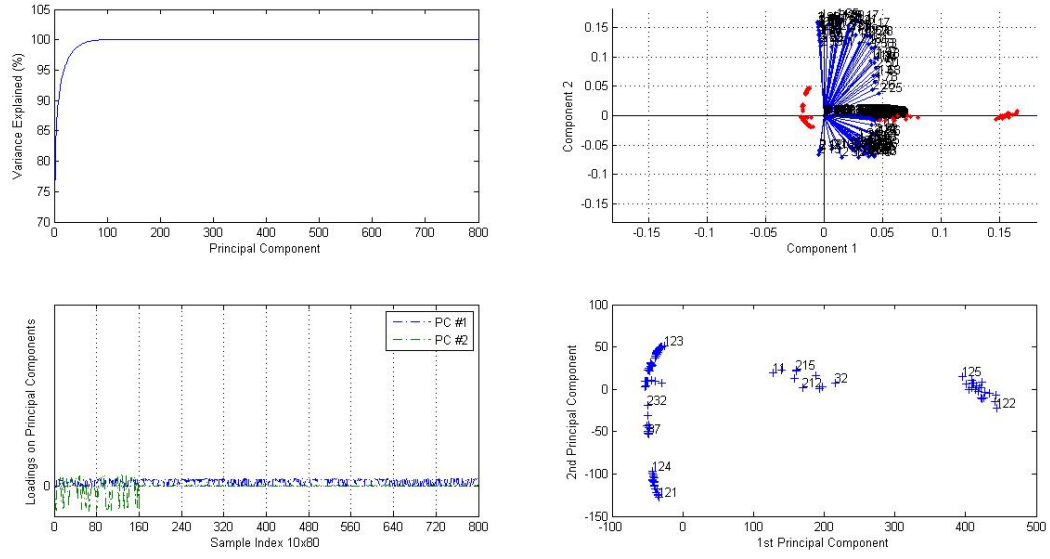 Variance Explained (%)
105
100
95
90
85
80
75
70
0 100 200 300 400 500 600 700 800
Principal Component
Component 2
0.15
0.1
0.05
0
-0.05
-0.1
-0.15
-0.15 -0.1 -0.05 0 0.05 0.1 0.15
Component 1
Loadings on Principal Components
PC #1
PC #2
0
0 80 160 240 320 400 480 560 640 720 800
Sample Index 10x80
2nd Principal Component
100
50
0
-50
-100
-150
123
11 215
212 32
125
122
232
37
124
121
-100 0 100 200 300 400 500
1st Principal Component